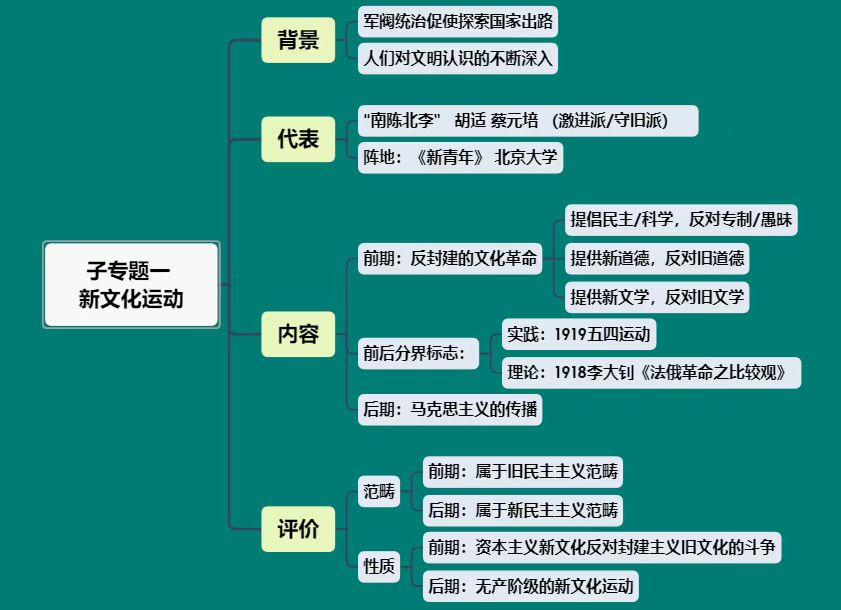 子专题一
新文化运动
背景
军阀统治促使探索国家出路
人们对文明认识的不断深入
代表
"南陈北李" 胡适 蔡元培 (激进派/守旧派)
阵地：《新青年》 北京大学
内容
前期：反封建的文化革命
提倡民主/科学，反对专制/愚昧
提供新道德，反对旧道德
提供新文学，反对旧文学
前后分界标志：
实践：1919五四运动
理论：1918李大钊《法俄革命之比较观》
后期：马克思主义的传播
评价
范畴
前期：属于旧民主主义范畴
后期：属于新民主主义范畴
性质
前期：资本主义新文化反对封建主义旧文化的斗争
后期：无产阶级的新文化运动